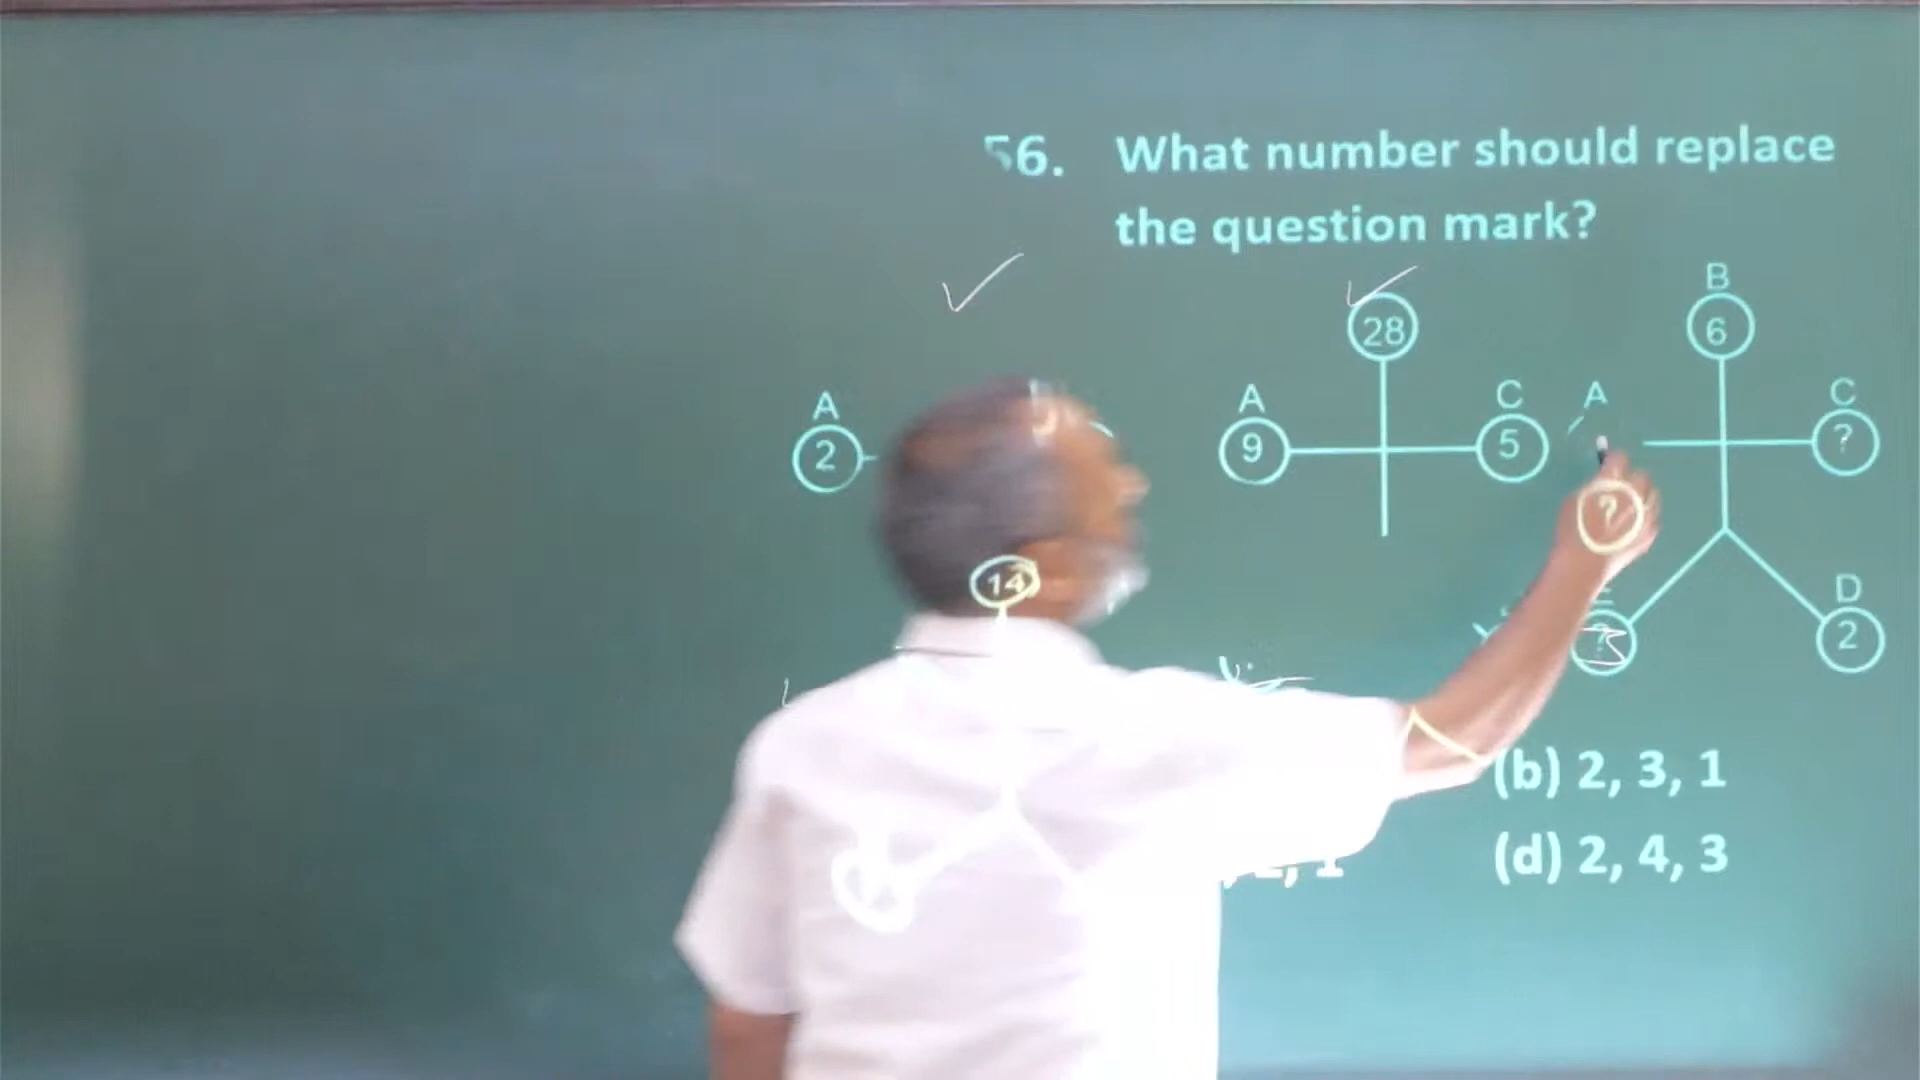 56. What number should replace
the question mark?
B
28 6
A A C A C
2 9 5 ?
?
14
D
2
(b) 2, 3, 1
(d) 2, 4, 3